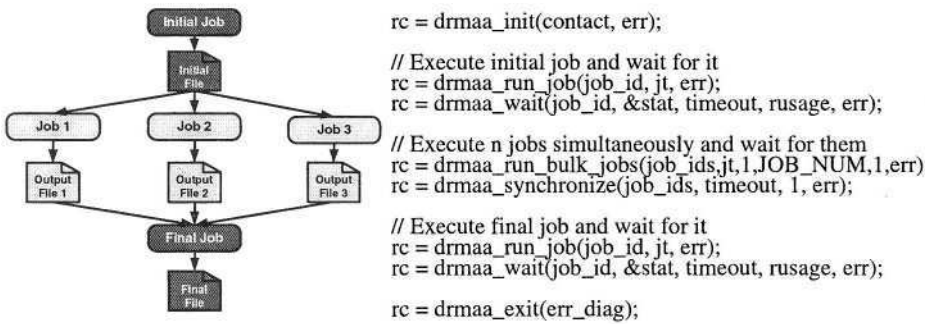 Initial Job
Initial
File
Job 1
Job 2
Job 3
Output
File 1
Output
File 2
Output
File 3
Final Job
Final
File
rc = drmaa_init(contact, err);
// Execute initial job and wait for it
rc = drmaa_run_job(job_id, jt, err);
rc = drmaa_wait(job_id, &stat, timeout, rusage, err);
// Execute n jobs simultaneously and wait for them
rc = drmaa_run_bulk_jobs(job_ids,jt,1,JOB_NUM,1,err)
rc = drmaa_synchronize(job_ids, timeout, 1, err);
// Execute final job and wait for it
rc = drmaa_run_job(job_id, jt, err);
rc = drmaa_wait(job_id, &stat, timeout, rusage, err);
rc = drmaa_exit(err_diag);